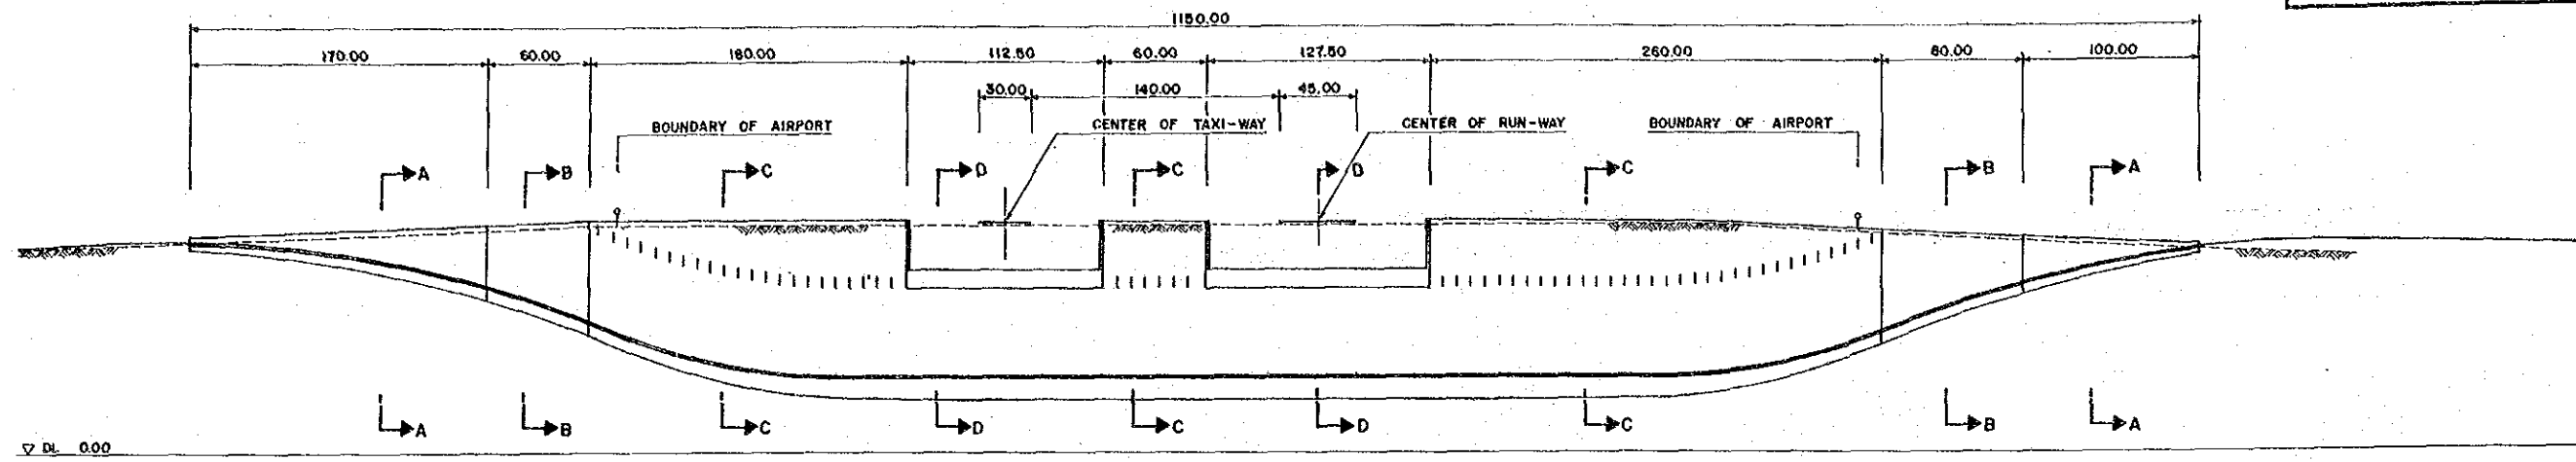 1150.00
170.00 60.00 180.00 112.50 60.00 127.50 260.00 80.00 100.00
30.00 140.00 45.00
BOUNDARY OF AIRPORT CENTER OF TAXI-WAY CENTER OF RUN-WAY BOUNDARY OF AIRPORT
A B C D C D C B A
A B C D C D C B A
DL 0.00